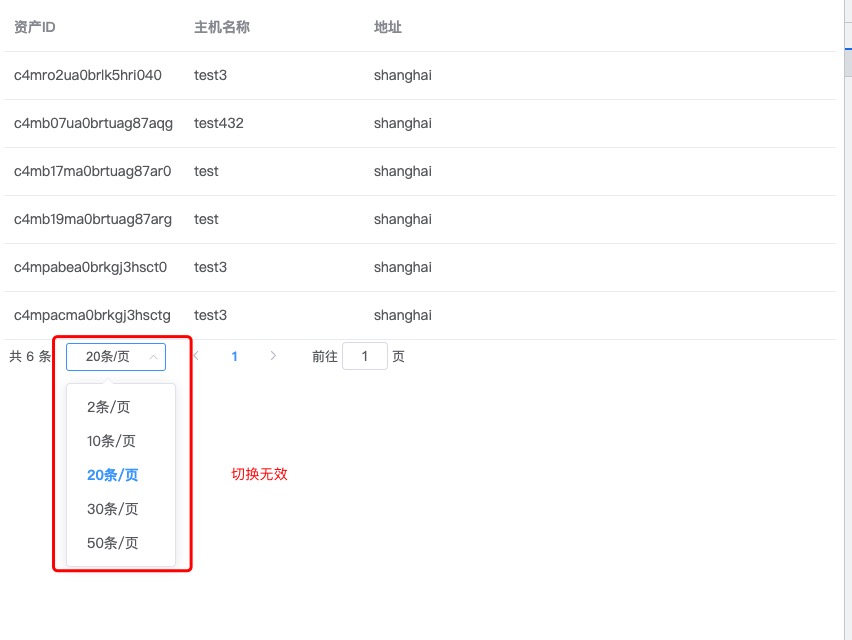 资产ID 主机名称 地址
c4mro2ua0brlk5hri040 test3 shanghai
c4mb07ua0brtuag87aqg test432 shanghai
c4mb17ma0brtuag87ar0 test shanghai
c4mb19ma0brtuag87arg test shanghai
c4mpabea0brkgj3hsct0 test3 shanghai
c4mpacma0brkgj3hsctg test3 shanghai
共 6 条 20条/页 1 前往 1 页
2条/页
10条/页
20条/页 切换无效
30条/页
50条/页